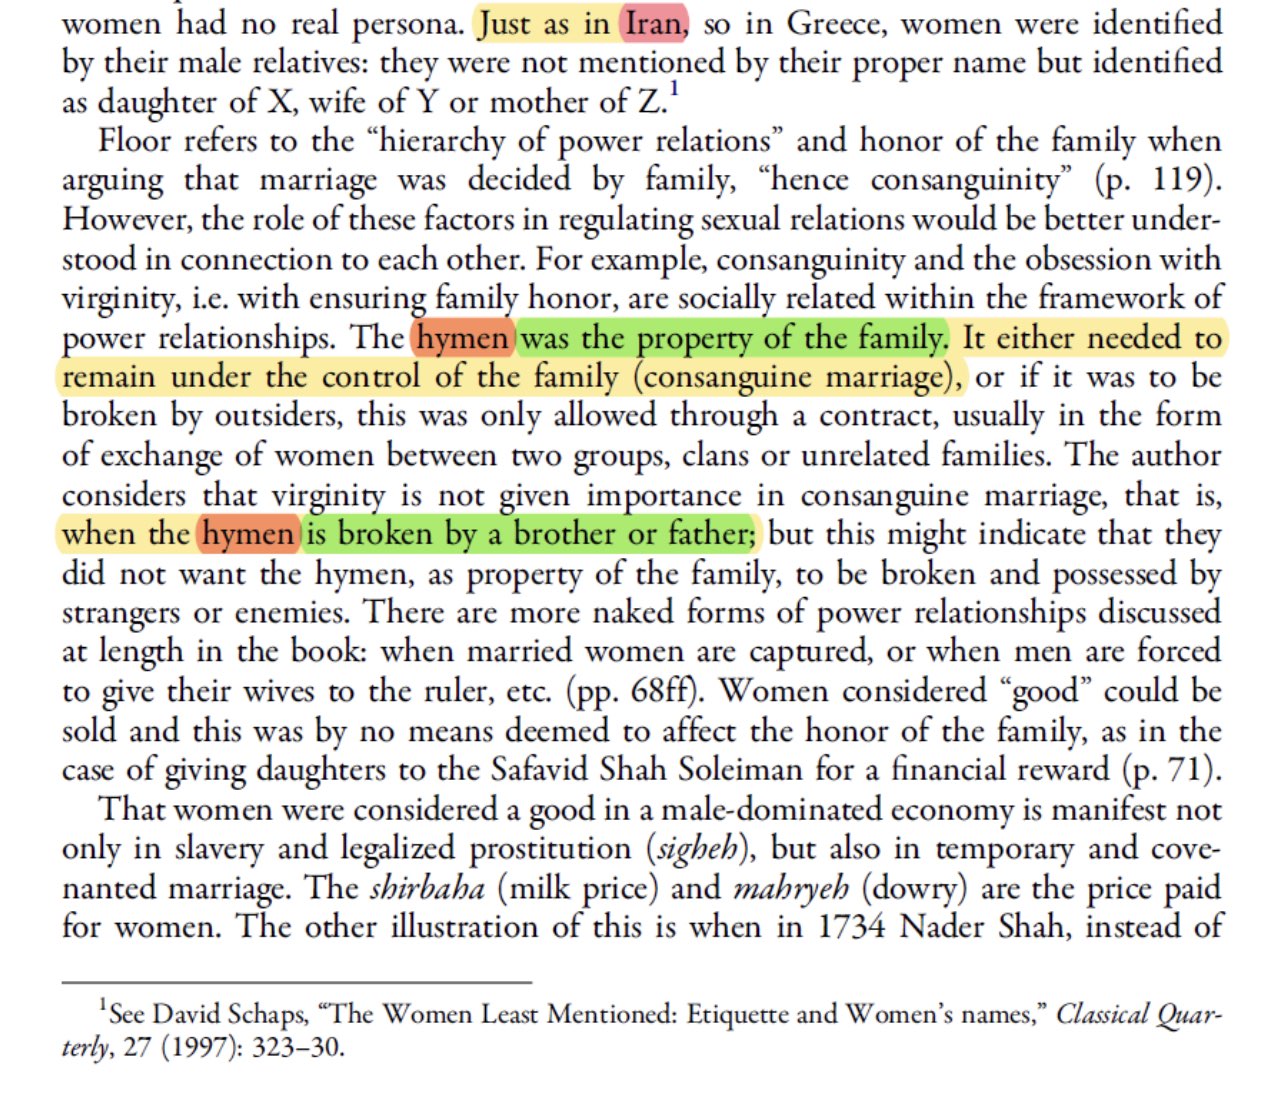 women had no real persona. Just as in Iran, so in Greece, women were identified
by their male relatives: they were not mentioned by their proper name but identified
as daughter of X, wife of Y or mother of Z.1
Floor refers to the “hierarchy of power relations” and honor of the family when
arguing that marriage was decided by family, “hence consanguinity” (p. 119).
However, the role of these factors in regulating sexual relations would be better under-
stood in connection to each other. For example, consanguinity and the obsession with
virginity, i.e. with ensuring family honor, are socially related within the framework of
power relationships. The hymen was the property of the family. It either needed to
remain under the control of the family (consanguine marriage), or if it was to be
broken by outsiders, this was only allowed through a contract, usually in the form
of exchange of women between two groups, clans or unrelated families. The author
considers that virginity is not given importance in consanguine marriage, that is,
when the hymen is broken by a brother or father; but this might indicate that they
did not want the hymen, as property of the family, to be broken and possessed by
strangers or enemies. There are more naked forms of power relationships discussed
at length in the book: when married women are captured, or when men are forced
to give their wives to the ruler, etc. (pp. 68ff). Women considered “good” could be
sold and this was by no means deemed to affect the honor of the family, as in the
case of giving daughters to the Safavid Shah Soleiman for a financial reward (p. 71).
That women were considered a good in a male-dominated economy is manifest not
only in slavery and legalized prostitution (sigheh), but also in temporary and cove-
nanted marriage. The shirbaha (milk price) and mahryeh (dowry) are the price paid
for women. The other illustration of this is when in 1734 Nader Shah, instead of
1See David Schaps, “The Women Least Mentioned: Etiquette and Women’s names,” Classical Quar-
terly, 27 (1997): 323–30.